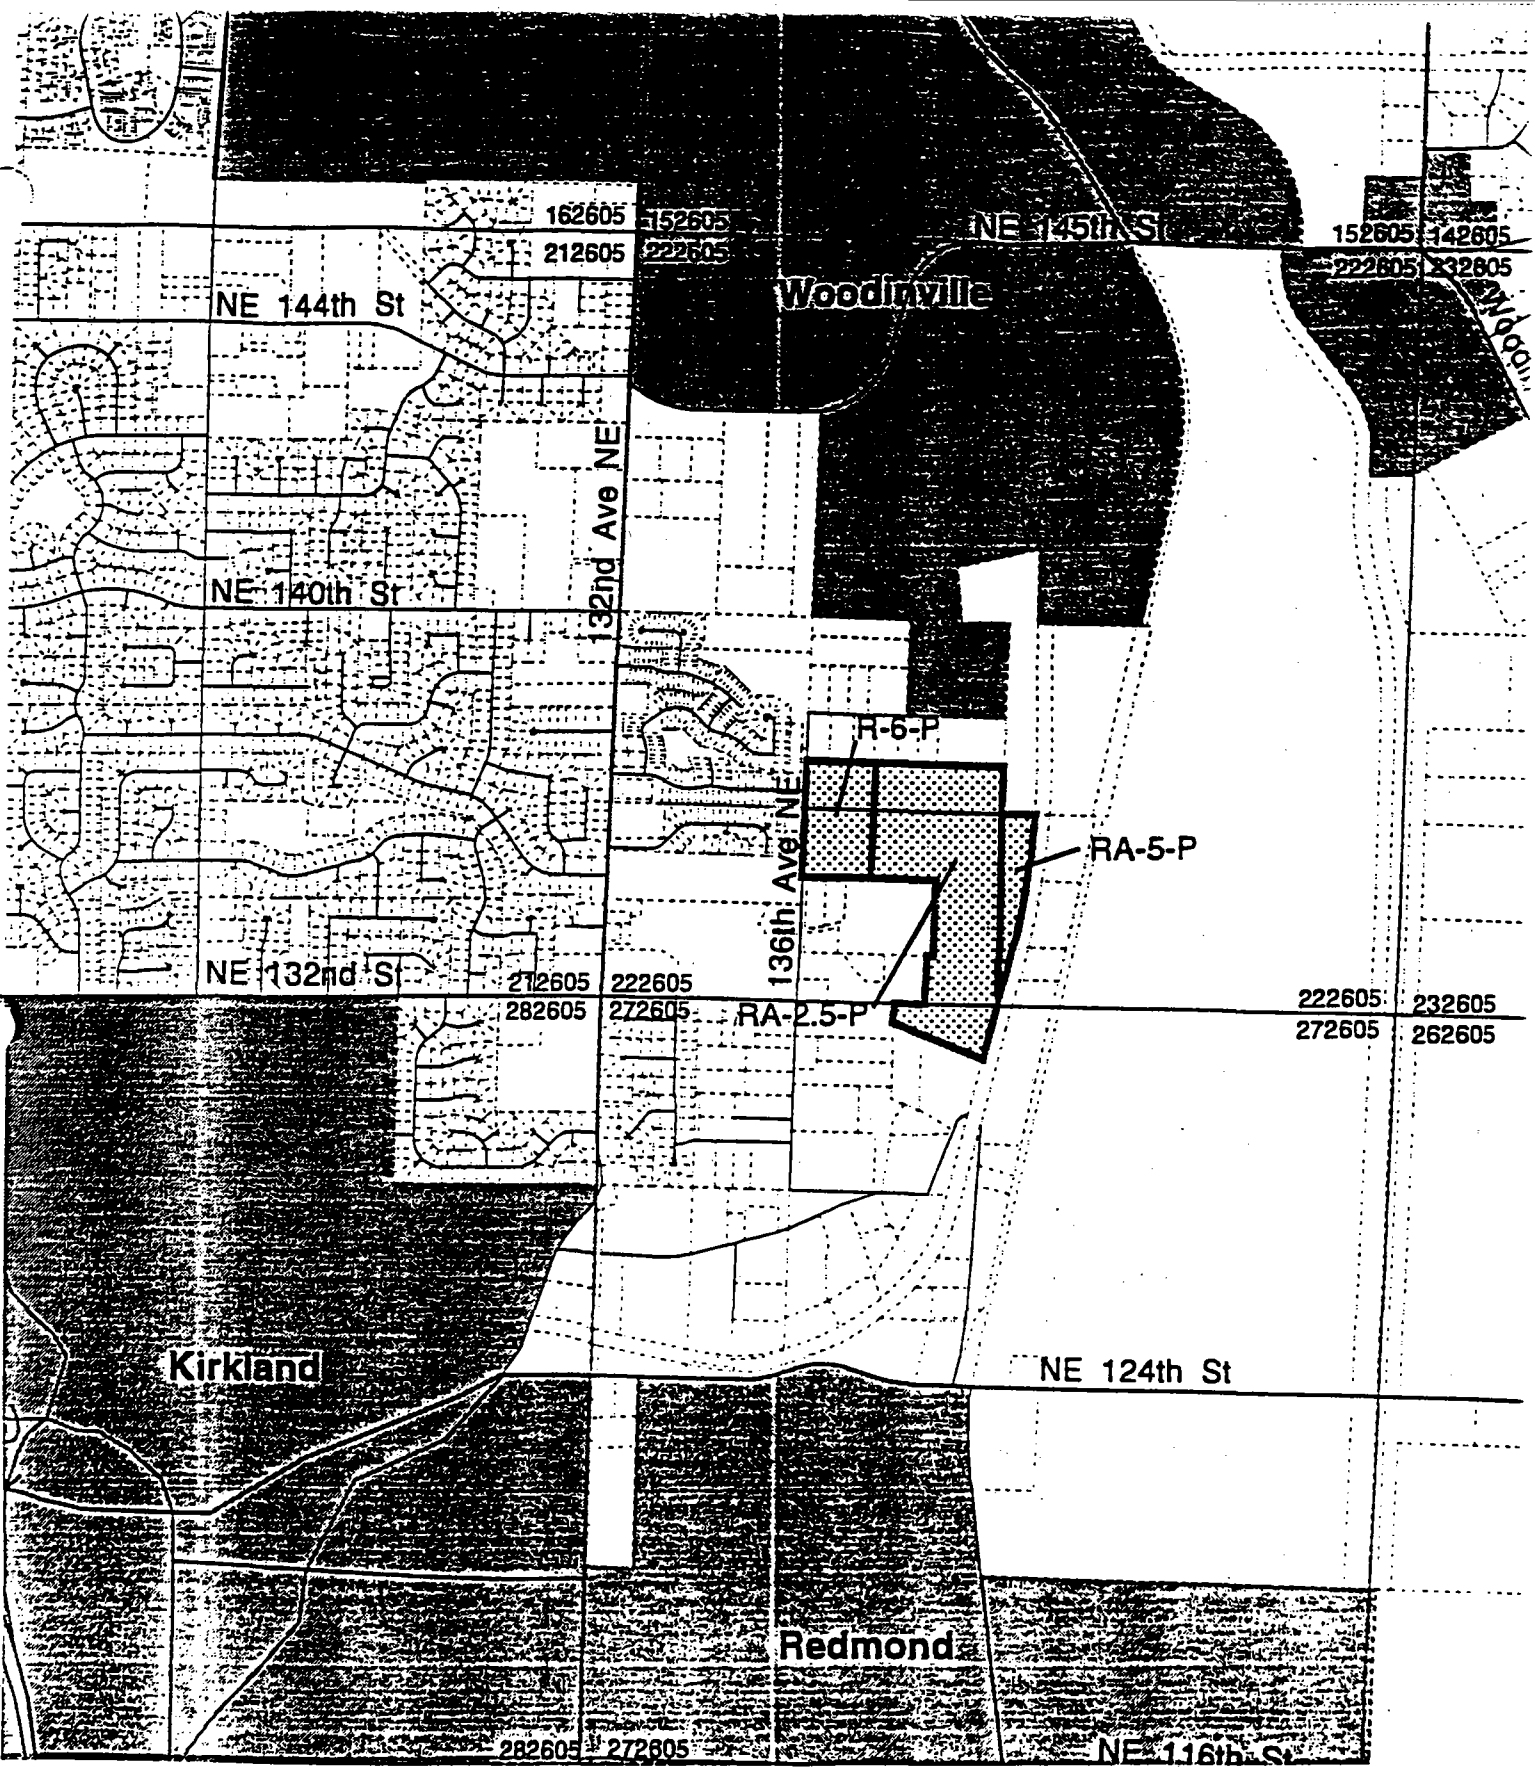 162605 152605
NE 145th St
152605 142605
212605 222605
222605 232605
Woodinville
NE 144th St
132nd Ave NE
NE 140th St
R-6-P
136th Ave NE
RA-5-P
NE 132nd St
212605 222605
222605 232605
282605 272605
RA-2.5-P
272605 262605
Kirkland
NE 124th St
Redmond
282605 272605
NE 116th St